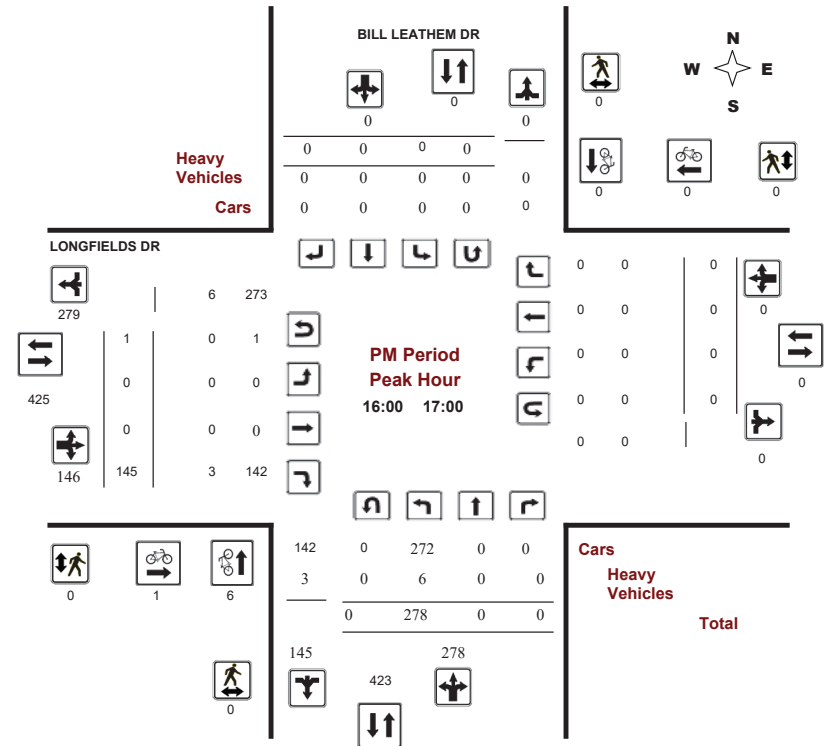 BILL LEATHEM DR
N
W E
S
0
0
0
0
0 0 0 0
Heavy
Vehicles
0 0 0 0 0
Cars
0 0 0 0 0
0 0 0
LONGFIELDS DR
279
6 273
425
1 0 1
0 0 0
0 0 0
146
145 3 142
PM Period
Peak Hour
16:00 17:00
0 0 0
0 0 0
0 0 0
0 0 0
0 0
0
0
0
0 1 6
0
142 0 272 0 0
3 0 6 0 0
0 278 0 0
145 278
423
Cars
Heavy
Vehicles
Total